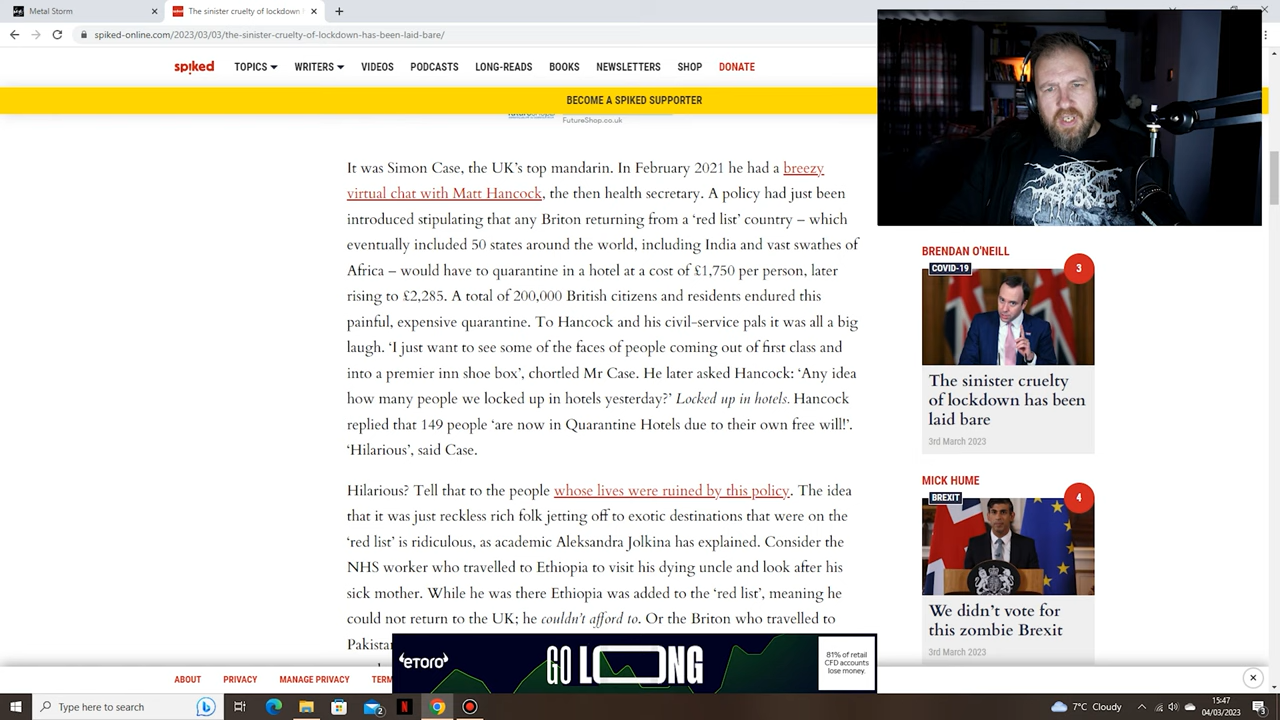 Metal Storm
The sinister cruelty of lockdown
spiked-online.com/2023/03/03/the-sinister-cruelty-of-lockdown-has-been-laid-bare/
spiked
TOPICS
WRITERS
VIDEOS
PODCASTS
LONG-READS
BOOKS
NEWSLETTERS
SHOP
DONATE
BECOME A SPIKED SUPPORTER
FutureShop.co.uk
It was Simon Case, the UK’s top mandarin. In February 2021 he had a breezy
virtual chat with Matt Hancock, the then health secretary. A policy had just been
introduced stipulating that any Briton returning from a ‘red list’ country – which
eventually included 50 states around the world, including India and vast swathes of
Africa – would have to quarantine in a hotel at a cost of £1,750 per person, later
rising to £2,285. A total of 200,000 British citizens and residents endured this
painful, expensive quarantine. To Hancock and his civil-service pals it was all a big
laugh. ‘I just want to see some of the faces of people coming out of first class and
into a premier inn shoe box’, chortled Mr Case. He later asked Hancock: ‘Any idea
how many people we locked up in hotels yesterday?’ Locked up in hotels. Hancock
replied that 149 people ‘are now in Quarantine Hotels due to their own free will!’.
‘Hilarious’, said Case.
Hilarious? Tell that to the people whose lives were ruined by this policy. The idea
that it was just reckless rich folk jetting off to exotic destinations that were on the
‘red list’ is ridiculous, as academic Aleksandra Jolkina has explained. Consider the
NHS worker who travelled to Ethiopia to visit his dying uncle and look after his
sick mother. While he was there Ethiopia was added to the ‘red list’, meaning he
could not return to the UK; he couldn’t afford to. Or the Briton who travelled to
Pakistan
BRENDAN O'NEILL
COVID-19
3
The sinister cruelty
of lockdown has been
laid bare
3rd March 2023
MICK HUME
BREXIT
4
We didn’t vote for
this zombie Brexit
3rd March 2023
eToro
GO LONG
81% of retail
CFD accounts
lose money.
ABOUT
PRIVACY
MANAGE PRIVACY
TERM
Type here to search
7°C Cloudy
15:47
04/03/2023